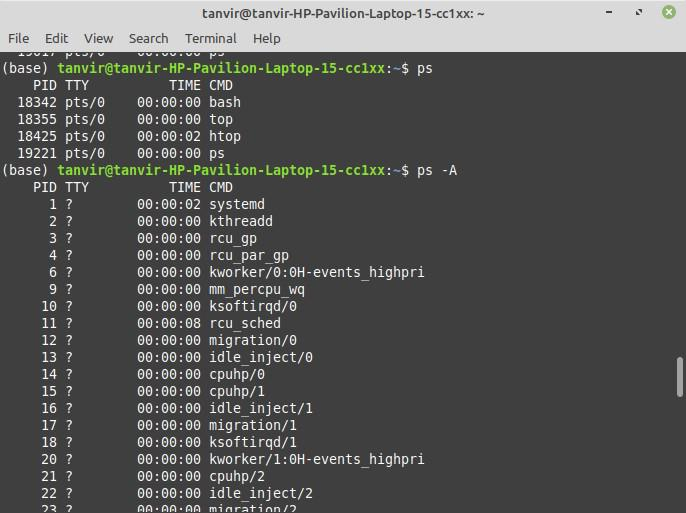 tanvir@tanvir-HP-Pavilion-Laptop-15-cc1xx: ~
File Edit View Search Terminal Help
19017 pts/0    00:00:00 ps
(base) tanvir@tanvir-HP-Pavilion-Laptop-15-cc1xx:~$ ps
    PID TTY          TIME CMD
  18342 pts/0    00:00:00 bash
  18355 pts/0    00:00:00 top
  18425 pts/0    00:00:02 htop
  19221 pts/0    00:00:00 ps
(base) tanvir@tanvir-HP-Pavilion-Laptop-15-cc1xx:~$ ps -A
    PID TTY          TIME CMD
      1 ?        00:00:02 systemd
      2 ?        00:00:00 kthreadd
      3 ?        00:00:00 rcu_gp
      4 ?        00:00:00 rcu_par_gp
      6 ?        00:00:00 kworker/0:0H-events_highpri
      9 ?        00:00:00 mm_percpu_wq
     10 ?        00:00:00 ksoftirqd/0
     11 ?        00:00:08 rcu_sched
     12 ?        00:00:00 migration/0
     13 ?        00:00:00 idle_inject/0
     14 ?        00:00:00 cpuhp/0
     15 ?        00:00:00 cpuhp/1
     16 ?        00:00:00 idle_inject/1
     17 ?        00:00:00 migration/1
     18 ?        00:00:00 ksoftirqd/1
     20 ?        00:00:00 kworker/1:0H-events_highpri
     21 ?        00:00:00 cpuhp/2
     22 ?        00:00:00 idle_inject/2
     23 ?        00:00:00 migration/2